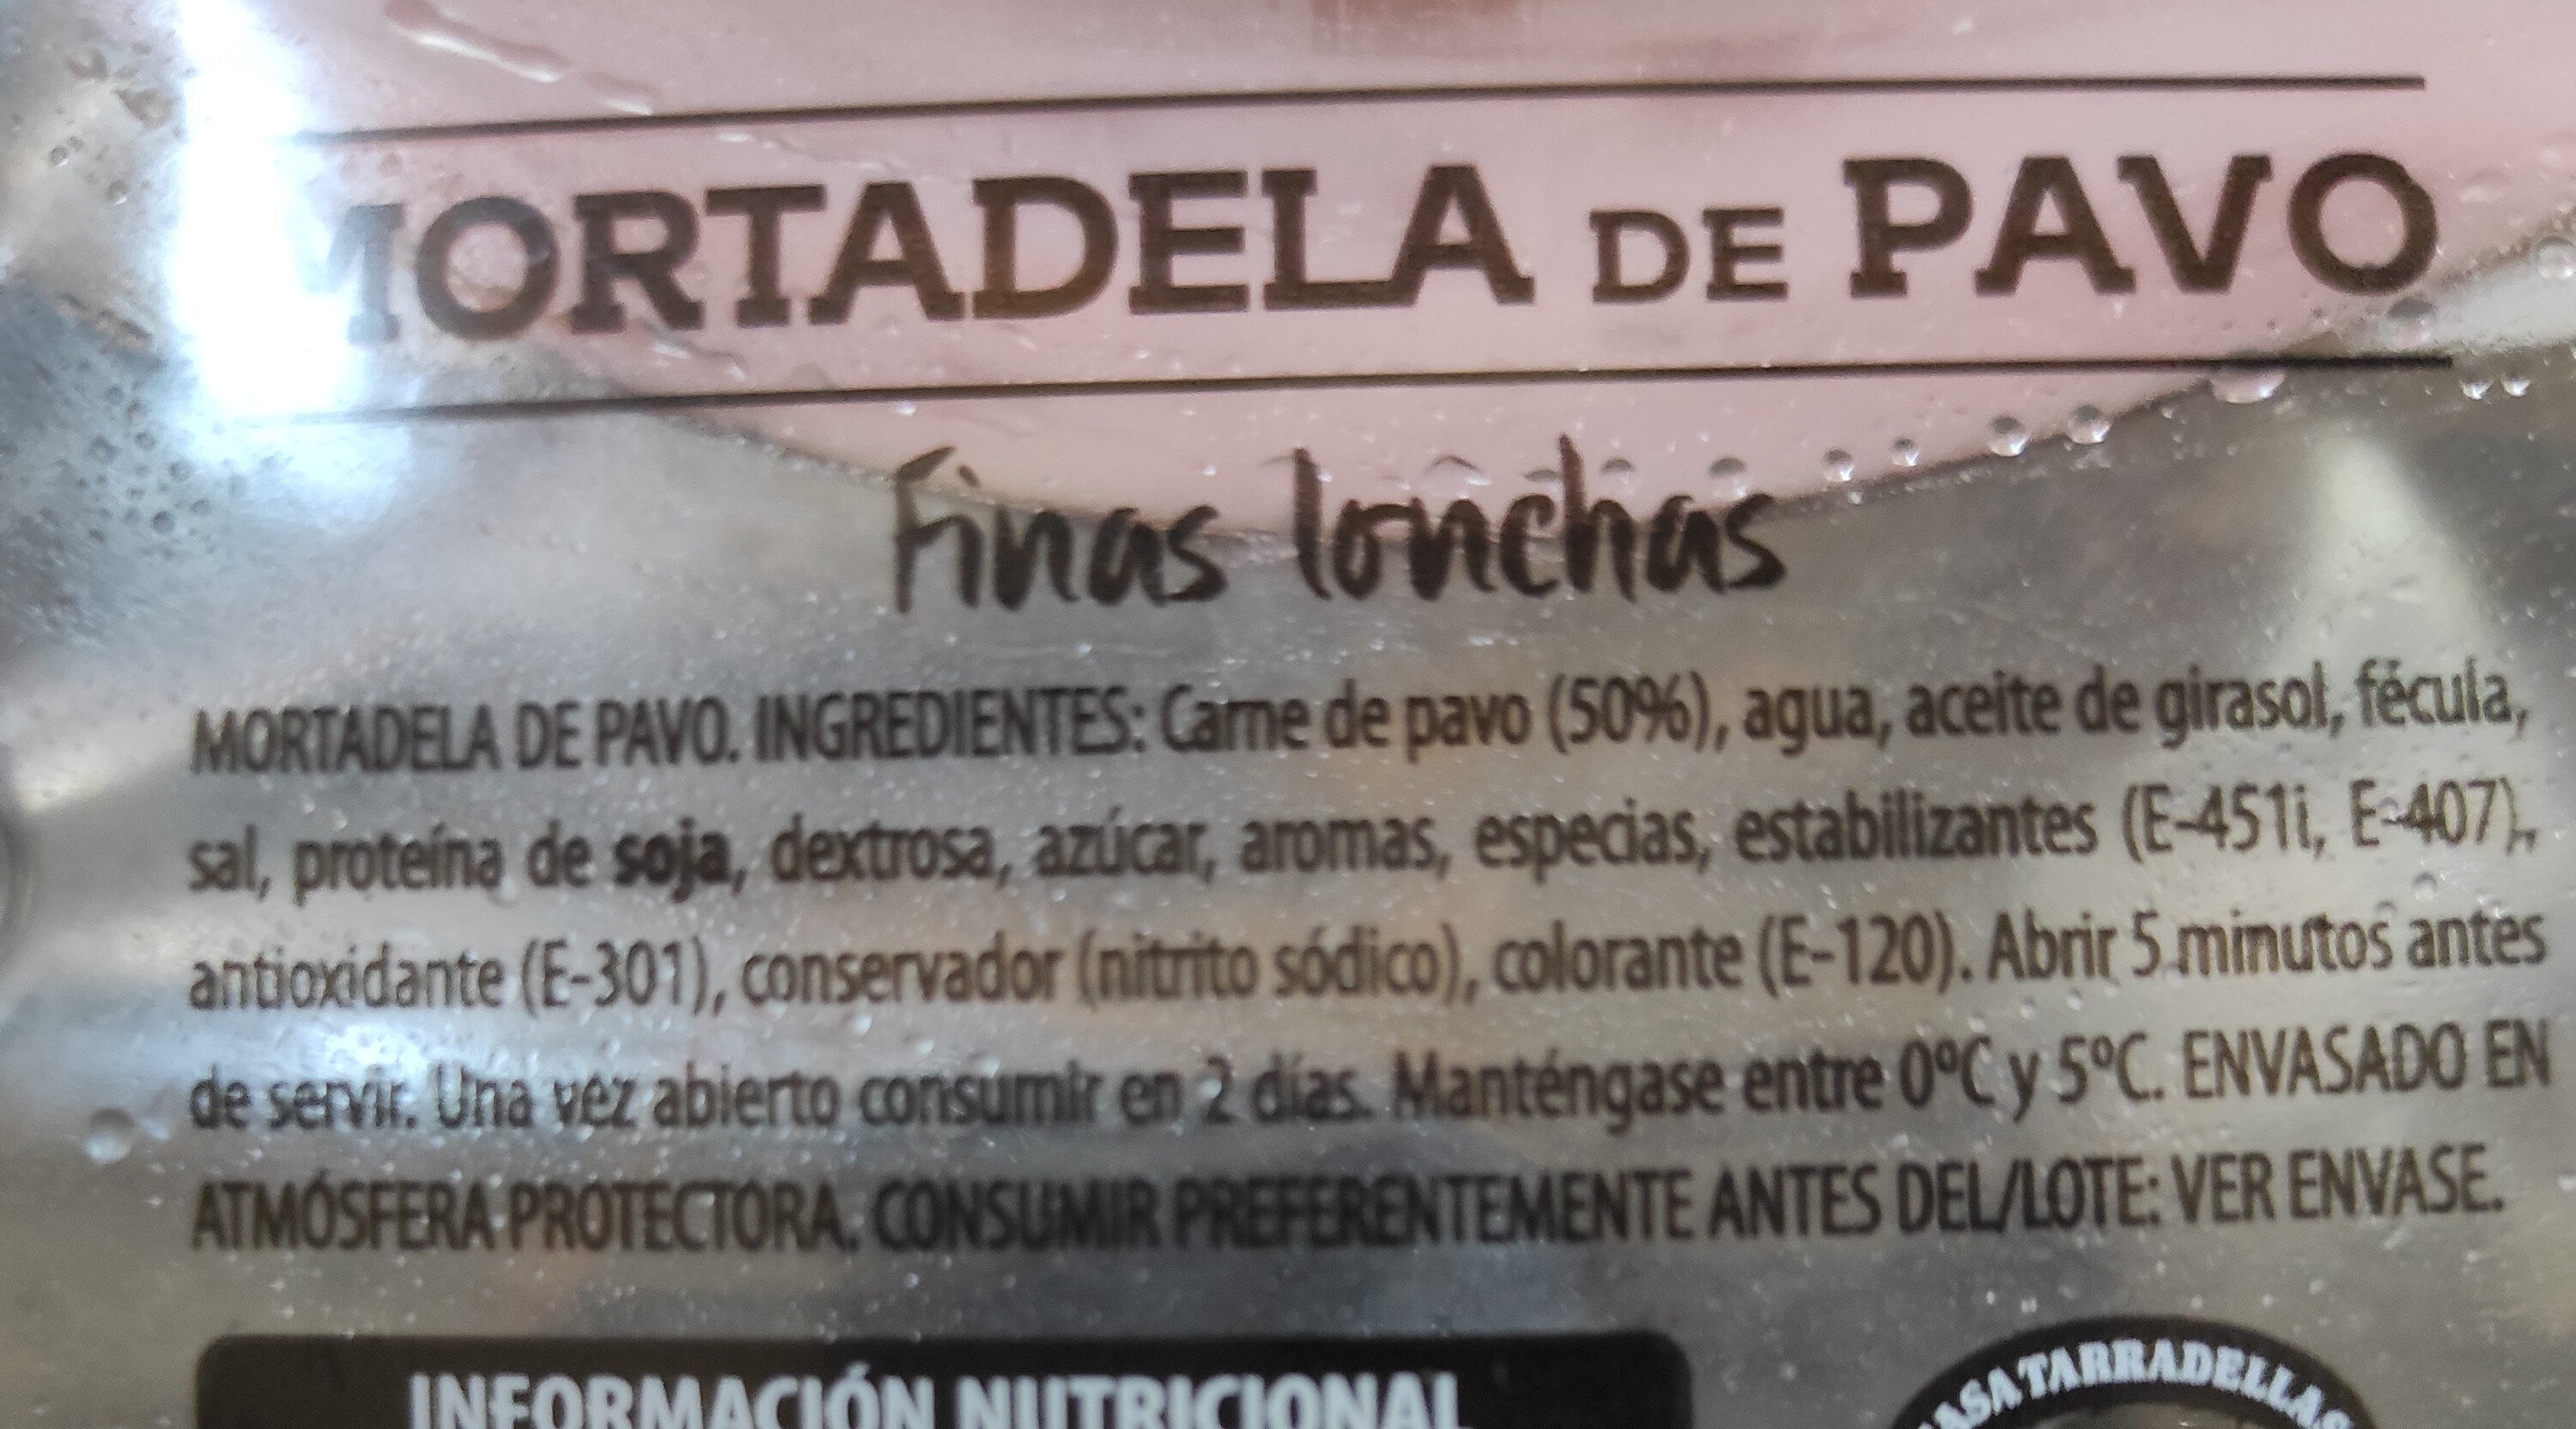 MORTADELA DE PAVO
Finas lonchas
MORTADELA DE PAVO. INGREDIENTES: Carne de pavo (50%), agua, aceite de girasol, fécula,
sal, proteína de soja, dextrosa, azúcar, aromas, especias, estabilizantes (E-451i, E-407),
antioxidante (E-301), conservador (nitrito sódico), colorante (E-120). Abrir 5 minutos antes
de servir. Una vez abierto consumir en 2 días. Manténgase entre 0ºC y 5ºC. ENVASADO EN
ATMÓSFERA PROTECTORA. CONSUMIR PREFERENTEMENTE ANTES DEL/LOTE: VER ENVASE.
INFORMACIÓN NUTRICIONAL
CASA TARRADELLAS